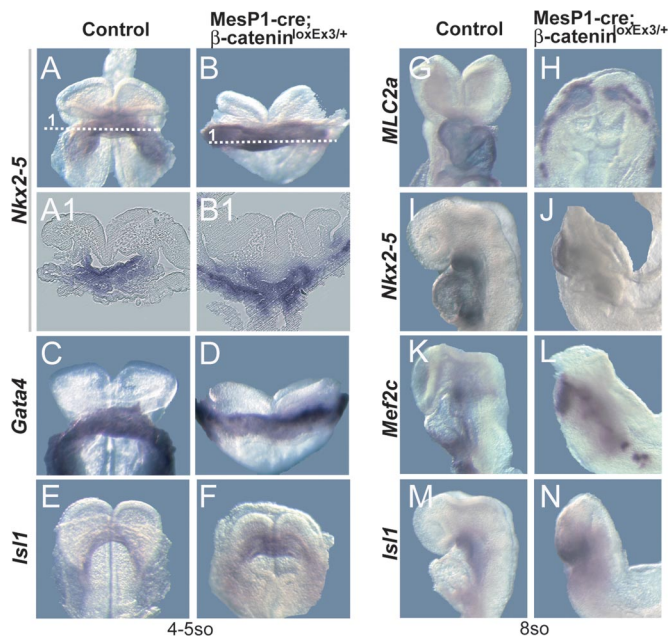 Control
MesP1-cre;
β-catenin^loxEx3/+
Control
MesP1-cre;
β-catenin^loxEx3/+
A
1
B
1
G
H
Nkx2-5
MLC2a
A1
B1
I
J
Nkx2-5
C
D
K
L
Gata4
Mef2c
E
F
M
N
Isl1
Isl1
4-5so
8so